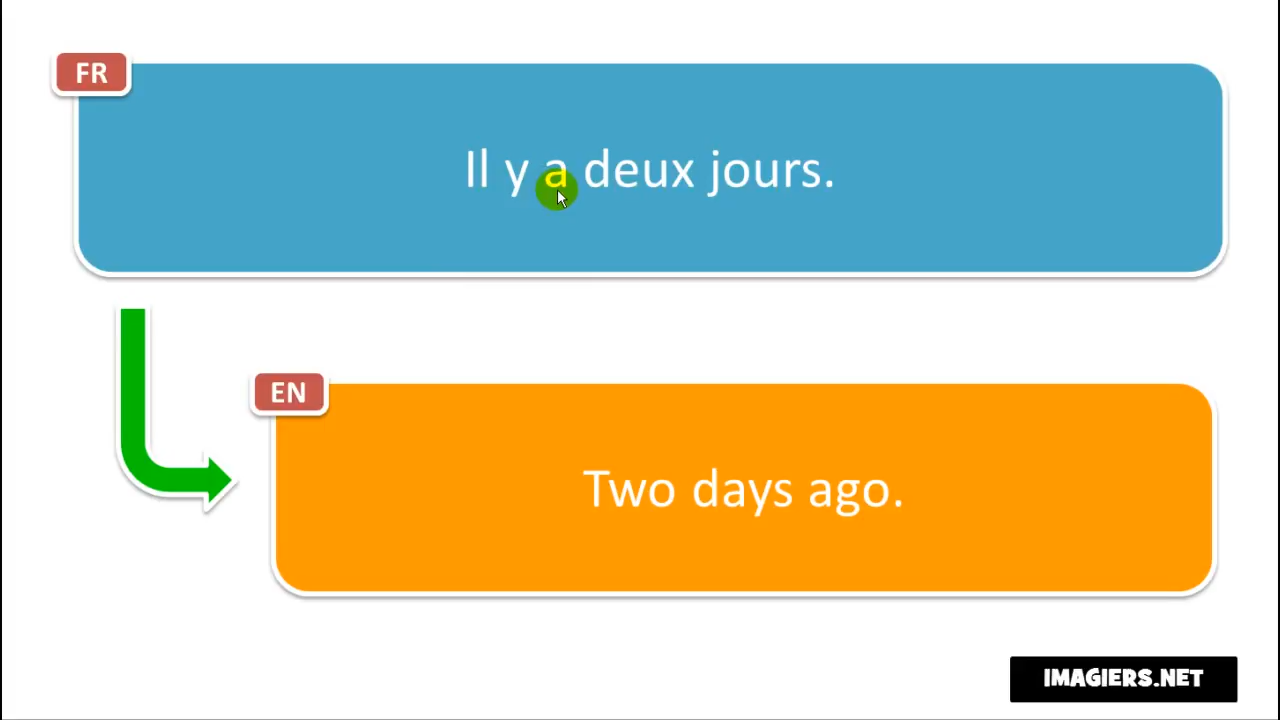 FR
Il y a deux jours.
EN
Two days ago.
IMAGIERS.NET